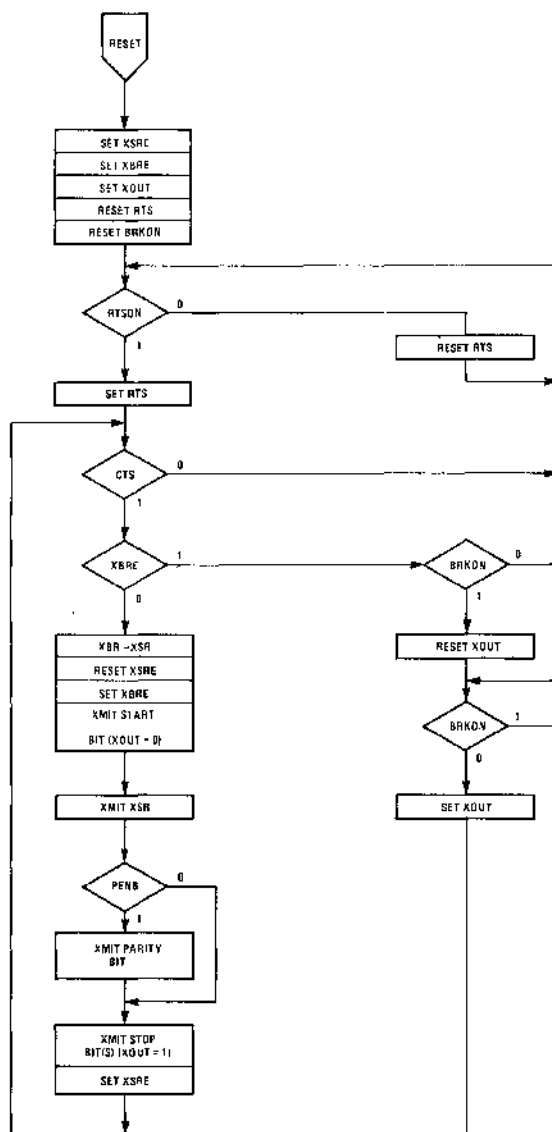 RESET
SET XSRE
SET XBRE
SET XOUT
RESET RTS
RESET BRKON
RTSON
0
1
RESET RTS
SET RTS
CTS
0
1
XBRE
1
0
BRKON
0
1
XBR→XSR
RESET XSRE
SET XBRE
XMIT START
BIT (XOUT = 0)
RESET XOUT
BRKON
1
0
XMIT XSR
SET XOUT
PENB
0
1
XMIT PARITY
BIT
XMIT STOP
BIT(S) (XOUT = 1)
SET XSRE